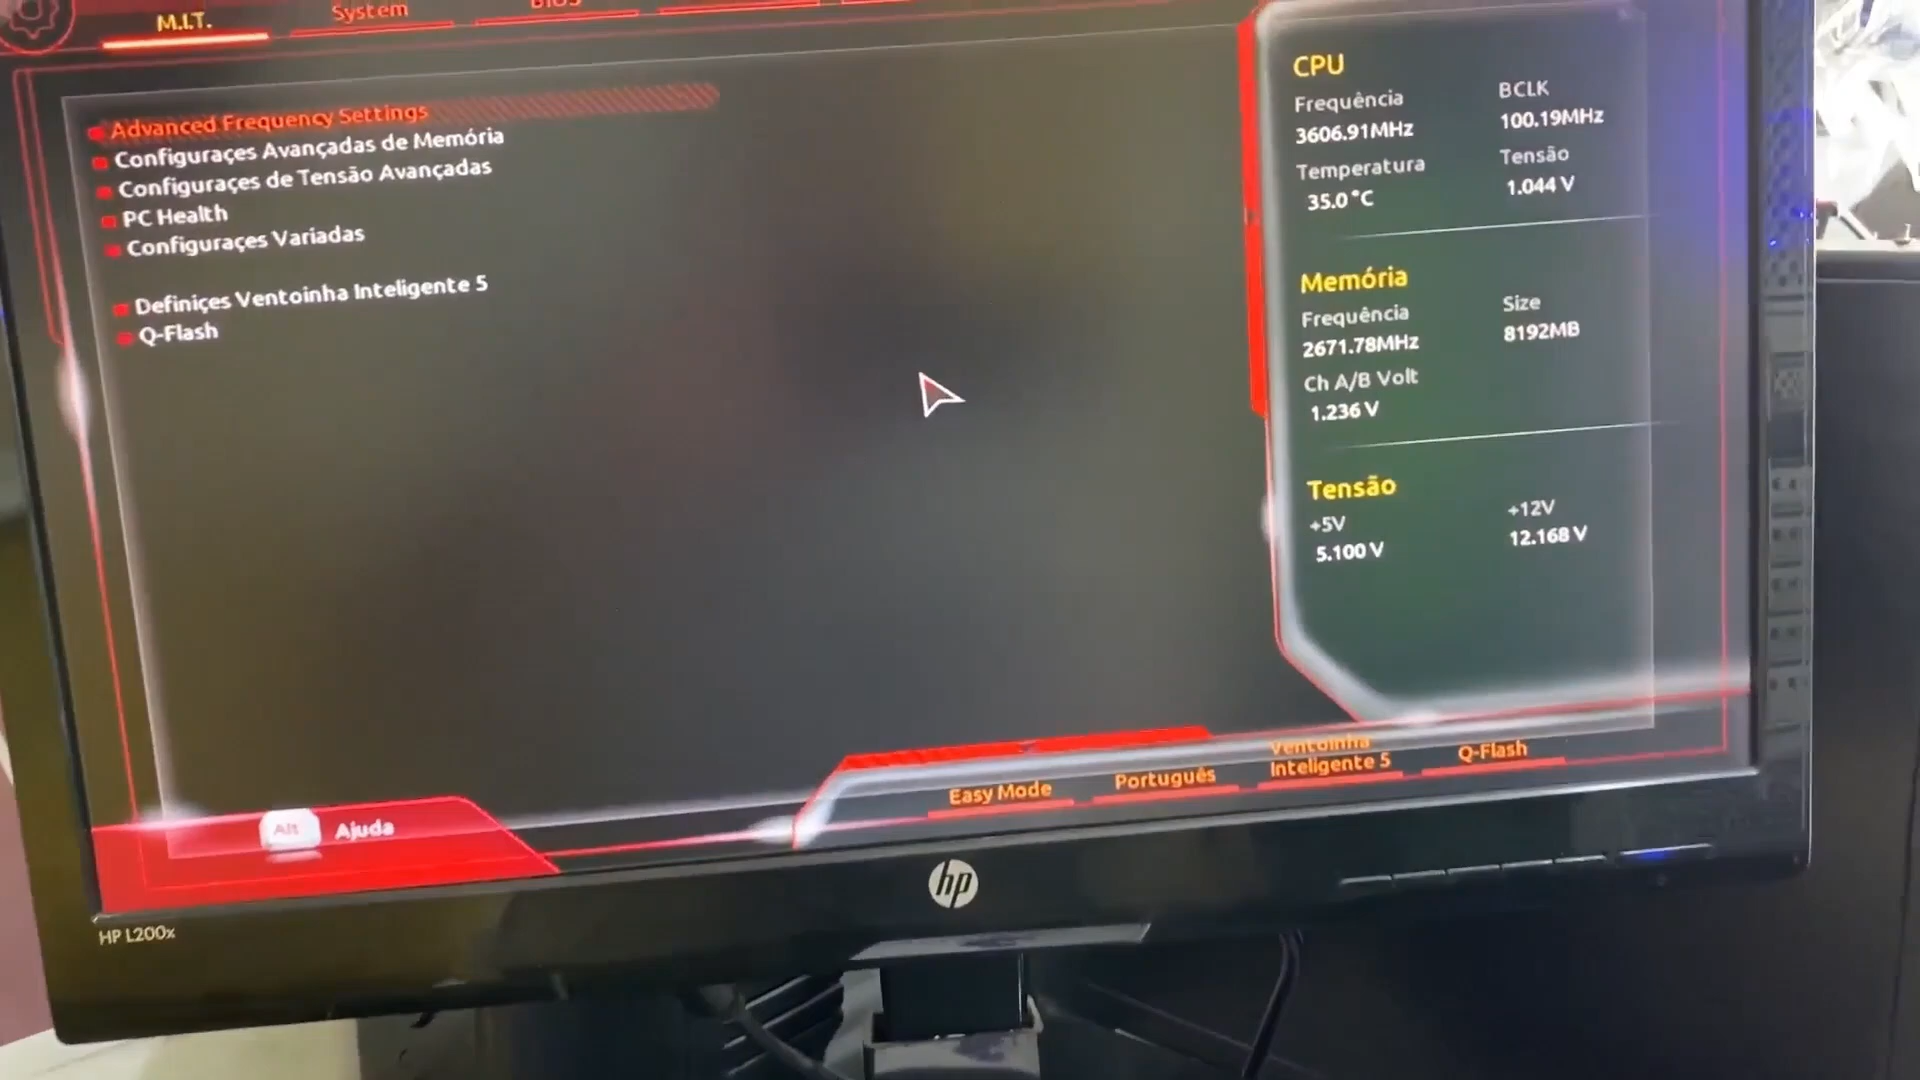 M.I.T.
System
BIOS
Advanced Frequency Settings
Configuraçes Avançadas de Memória
Configuraçes de Tensão Avançadas
PC Health
Configuraçes Variadas
Definiçes Ventoinha Inteligente 5
Q-Flash
CPU
Frequência
BCLK
3606.91MHz
100.19MHz
Temperatura
Tensão
35.0 °C
1.044 V
Memória
Frequência
Size
2671.78MHz
8192MB
Ch A/B Volt
1.236 V
Tensão
+5V
+12V
5.100 V
12.168 V
Alt
Ajuda
Easy Mode
Português
Ventoinha
Inteligente 5
Q-Flash
hp
HP L200x